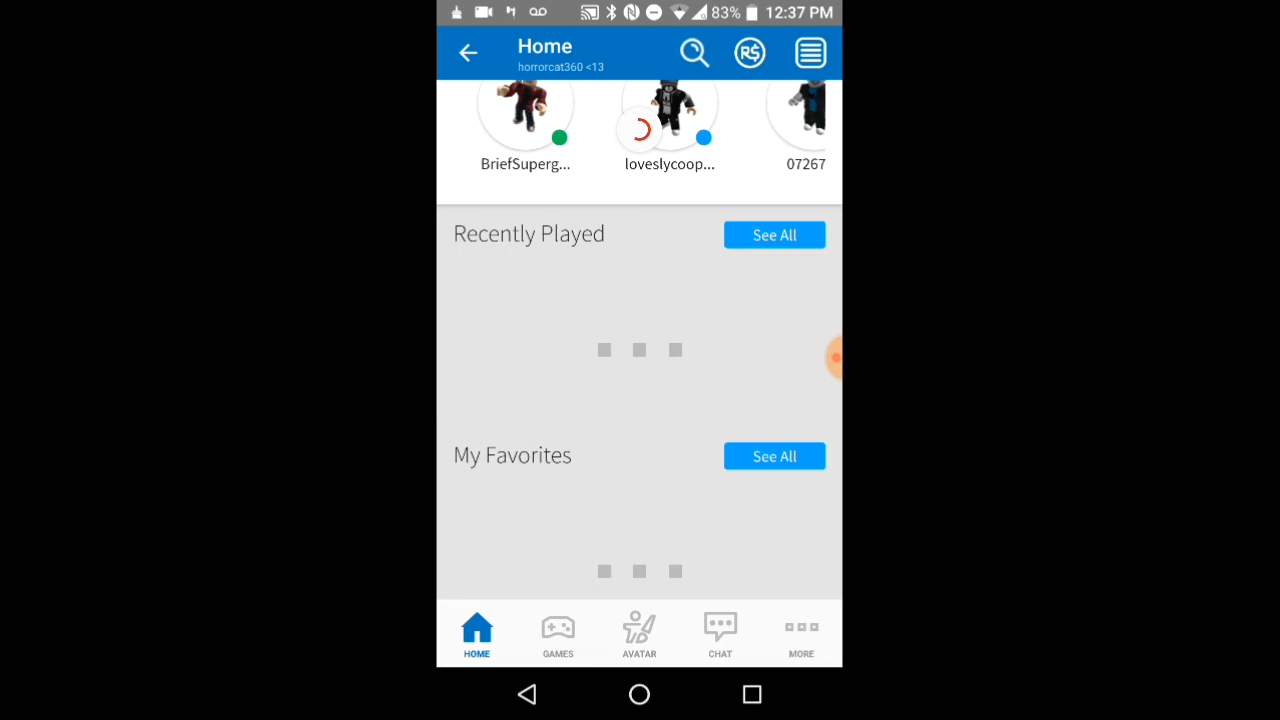 83% 12:37 PM
Home
horrorcat360 <13
R$
BriefSuperg... loveslycoop... 07267
Recently Played See All
My Favorites See All
HOME GAMES AVATAR CHAT MORE